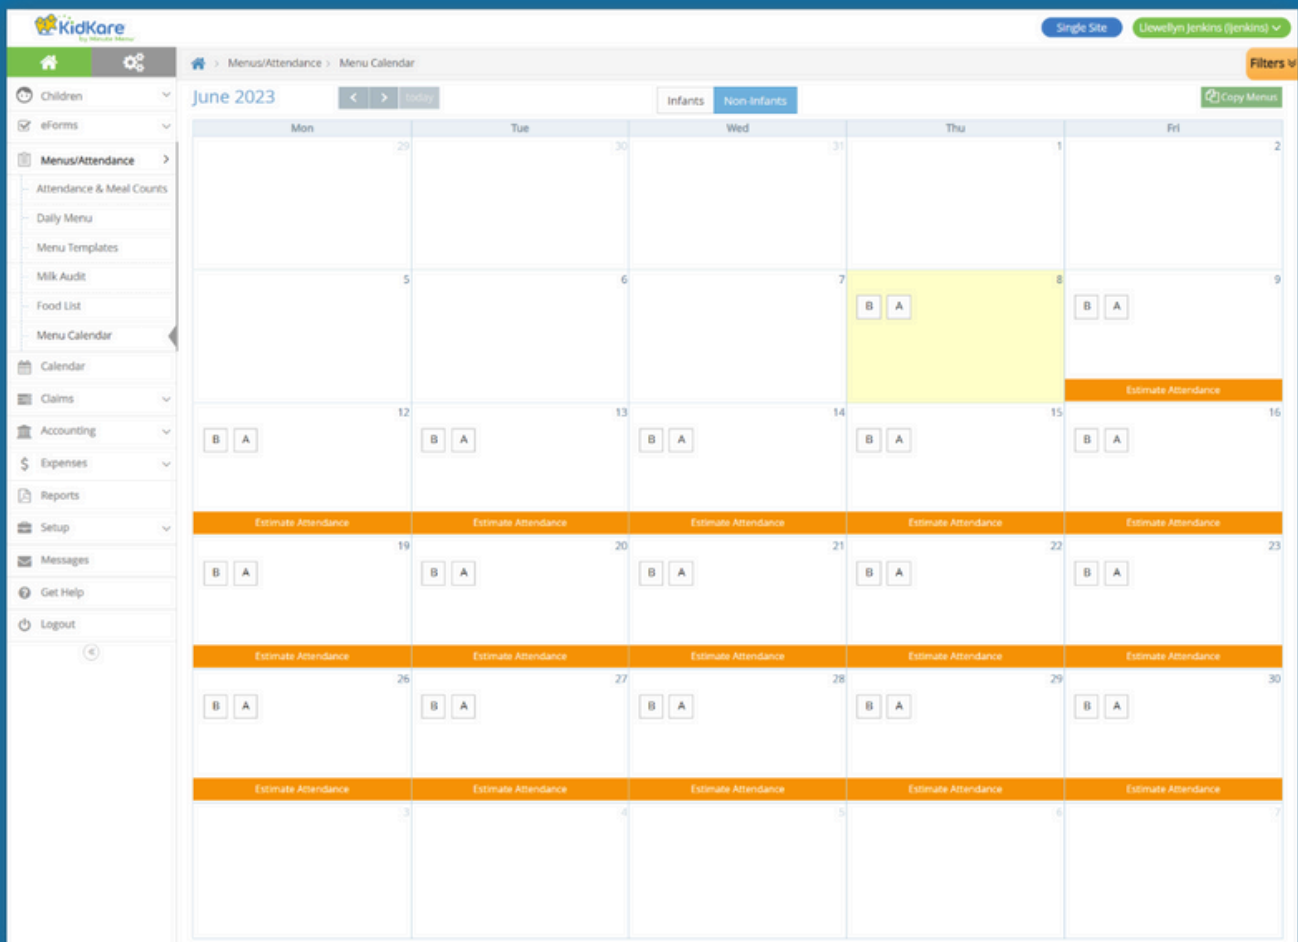 KidKare
by Minute Menu
Single Site
Llewellyn Jenkins (ljenkins)
Menus/Attendance > Menu Calendar
Filters
Children
eForms
Menus/Attendance
Attendance & Meal Counts
Daily Menu
Menu Templates
Milk Audit
Food List
Menu Calendar
Calendar
Claims
Accounting
Expenses
Reports
Setup
Messages
Get Help
Logout
June 2023
today
Infants
Non-Infants
Copy Menus
Mon Tue Wed Thu Fri
29 30 31 1 2
5 6 7 8 9
B A B A
Estimate Attendance
12 13 14 15 16
B A B A B A B A B A
Estimate Attendance Estimate Attendance Estimate Attendance Estimate Attendance Estimate Attendance
19 20 21 22 23
B A B A B A B A B A
Estimate Attendance Estimate Attendance Estimate Attendance Estimate Attendance Estimate Attendance
26 27 28 29 30
B A B A B A B A B A
Estimate Attendance Estimate Attendance Estimate Attendance Estimate Attendance Estimate Attendance
3 4 5 6 7